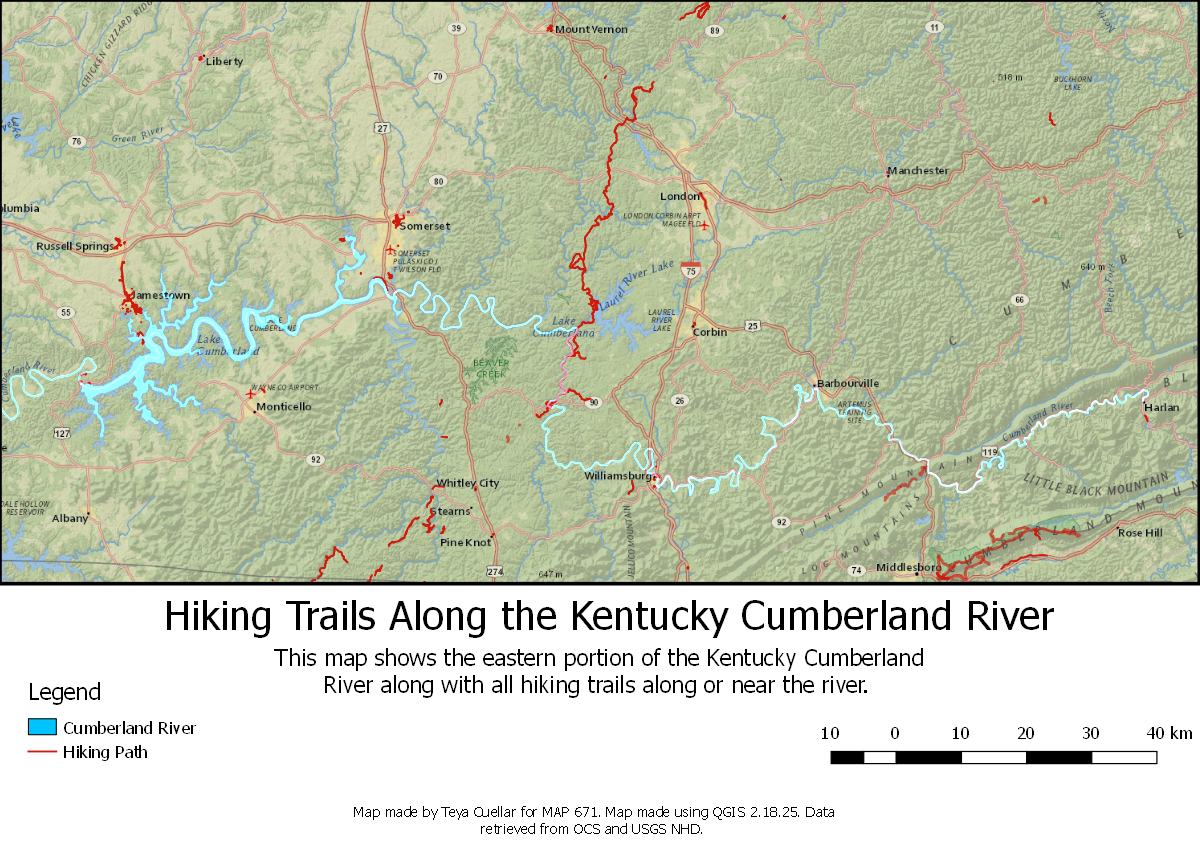 CHICKEN GIZZARD RIDGE
39
Mount Vernon
89
11
Liberty
70
518 m
BUCKHORN
LAKE
Lake
76
Green River
27
Manchester
80
London
LONDON CORBIN ARPT
MAGEE FLD
olumbia
Somerset
Russell Springs
SOMERSET
PULASKI CO J
T WILSON FLD
Laurel River Lake
75
640 m
Beech Fork
Jamestown
55
66
CUMBERLAND
Lake
Cumberland
Lake
Cumberland
LAUREL
RIVER
LAKE
25
Corbin
C U M B E
BEAVER
CREEK
Cumberland River
WAYNE CO AIRPORT
Monticello
90
26
Barbourville
ARTEMUS
TRAINING
SITE
B L
Harlan
Cumberland River
127
92
119
Williamsburg
PINE MOUNTAIN
LITTLE BLACK MOUNTAIN
Whitley City
DALE HOLLOW
RESERVOIR
Albany
Stearns
JELLICO MOUNTAIN
92
LOG MOUNTAINS
CUMBERLAND MOUN
Rose Hill
Pine Knot
274
647 m
74
Middlesboro
Hiking Trails Along the Kentucky Cumberland River
This map shows the eastern portion of the Kentucky Cumberland
River along with all hiking trails along or near the river.
Legend
Cumberland River
Hiking Path
10 0 10 20 30 40 km
Map made by Teya Cuellar for MAP 671. Map made using QGIS 2.18.25. Data
retrieved from OCS and USGS NHD.